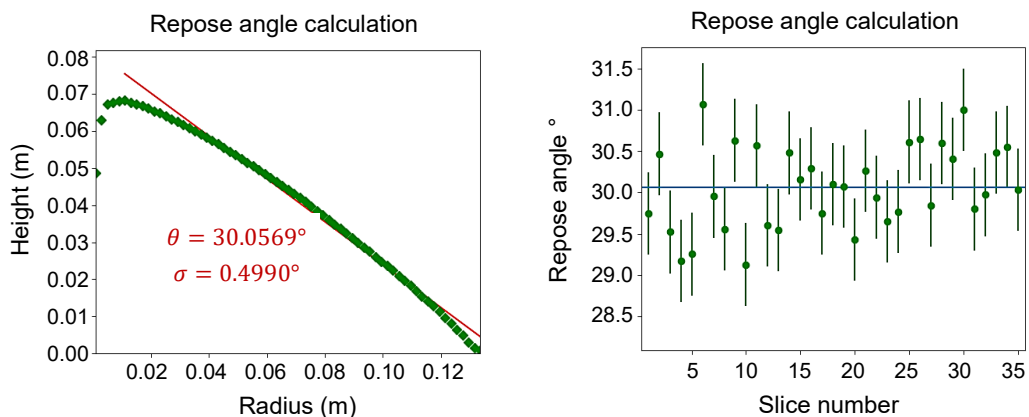 Repose angle calculation
0.08
0.07
0.06
0.05
0.04
0.03
0.02
0.01
0.00
Height (m)
θ = 30.0569°
σ = 0.4990°
0.02 0.04 0.06 0.08 0.10 0.12
Radius (m)
Repose angle calculation
31.5
31.0
30.5
30.0
29.5
29.0
28.5
Repose angle °
5 10 15 20 25 30 35
Slice number